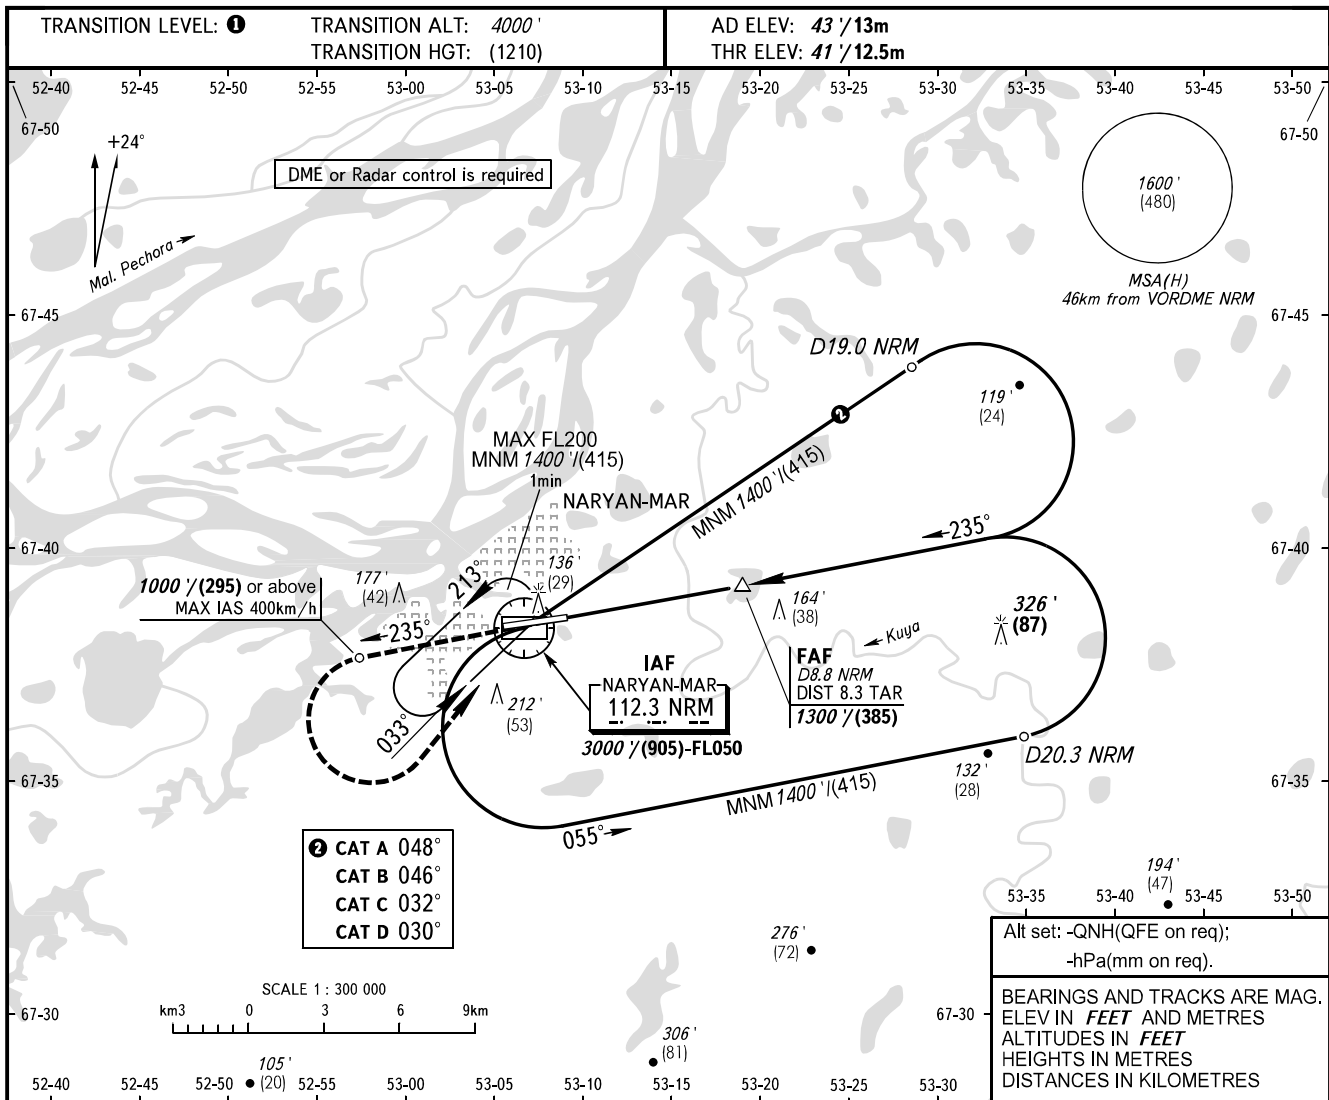 TRANSITION LEVEL: ❶ TRANSITION ALT: 4000 '
TRANSITION HGT: (1210)
AD ELEV: 43 '/13m
THR ELEV: 41 '/12.5m
52-40 52-45 52-50 52-55 53-00 53-05 53-10 53-15 53-20 53-25 53-30 53-35 53-40 53-45 53-50
67-50 67-50
+24°
DME or Radar control is required
1600 '
(480)
Mal. Pechora
MSA(H)
46km from VORDME NRM
67-45 67-45
D19.0 NRM
119 '
(24)
❷
MAX FL200
MNM 1400 '/(415)
1min
NARYAN-MAR
MNM 1400 '/(415)
235°
67-40 67-40
136 '
(29)
213°
177 '
(42)
1000 '/(295) or above
MAX IAS 400km/h
164 '
(38)
326 '
(87)
235°
Kuya
IAF
NARYAN-MAR
112.3 NRM
3000 '/(905)-FL050
FAF
D8.8 NRM
DIST 8.3 TAR
1300 '/(385)
212 '
(53)
033°
D20.3 NRM
132 '
(28)
67-35 67-35
MNM 1400 '/(415)
055°
❷ CAT A 048°
CAT B 046°
CAT C 032°
CAT D 030°
194 '
(47)
53-35 53-40 53-45 53-50
276 '
(72)
Alt set: -QNH(QFE on req);
-hPa(mm on req).
SCALE 1 : 300 000
km3 0 3 6 9km
67-30 67-30
BEARINGS AND TRACKS ARE MAG.
ELEV IN FEET AND METRES
ALTITUDES IN FEET
HEIGHTS IN METRES
DISTANCES IN KILOMETRES
306 '
(81)
105 '
(20)
52-40 52-45 52-50 52-55 53-00 53-05 53-10 53-15 53-20 53-25 53-30